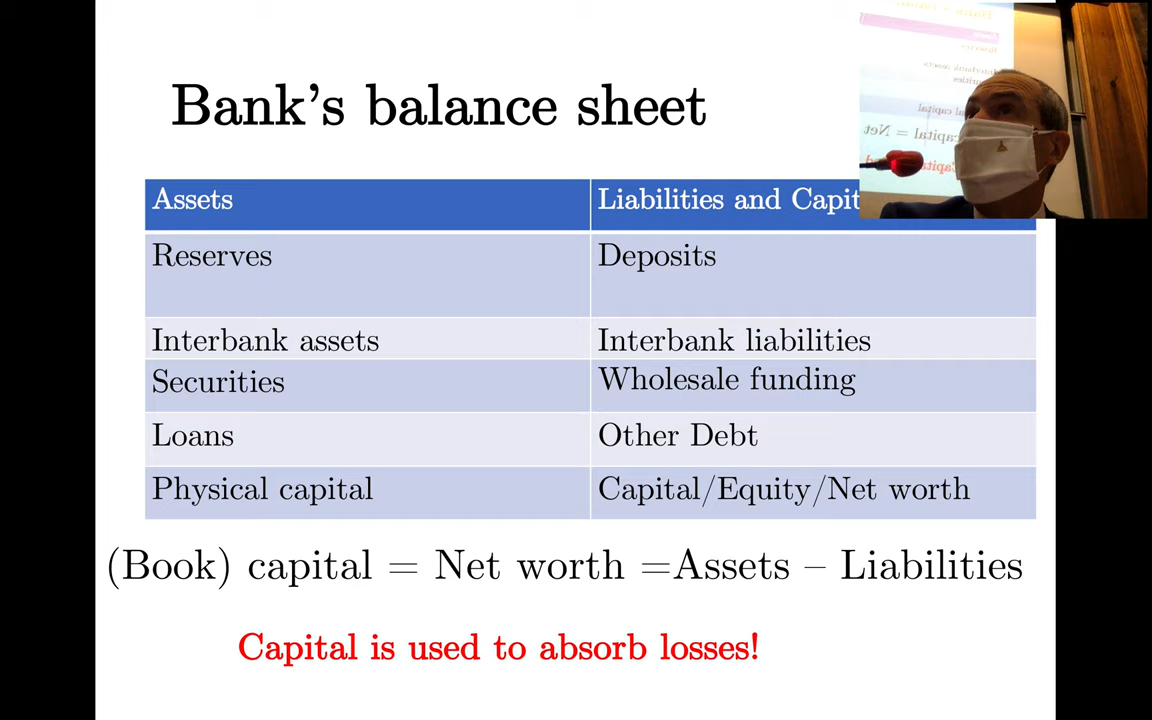 Bank's balance sheet
Assets
Liabilities and Capit
Reserves
Deposits
Interbank assets
Interbank liabilities
Securities
Wholesale funding
Loans
Other Debt
Physical capital
Capital/Equity/Net worth
(Book) capital = Net worth =Assets – Liabilities
Capital is used to absorb losses!